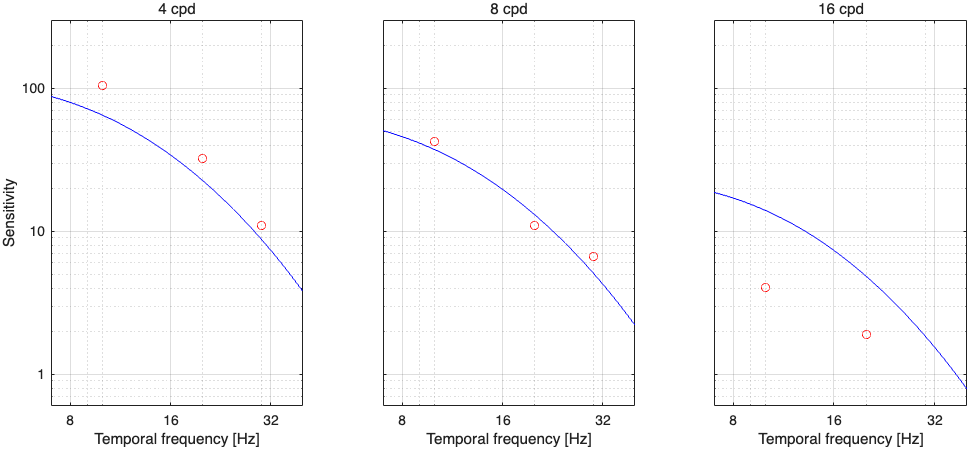 4 cpd
8 cpd
16 cpd
Sensitivity
100
10
1
8
16
32
8
16
32
8
16
32
Temporal frequency [Hz]
Temporal frequency [Hz]
Temporal frequency [Hz]